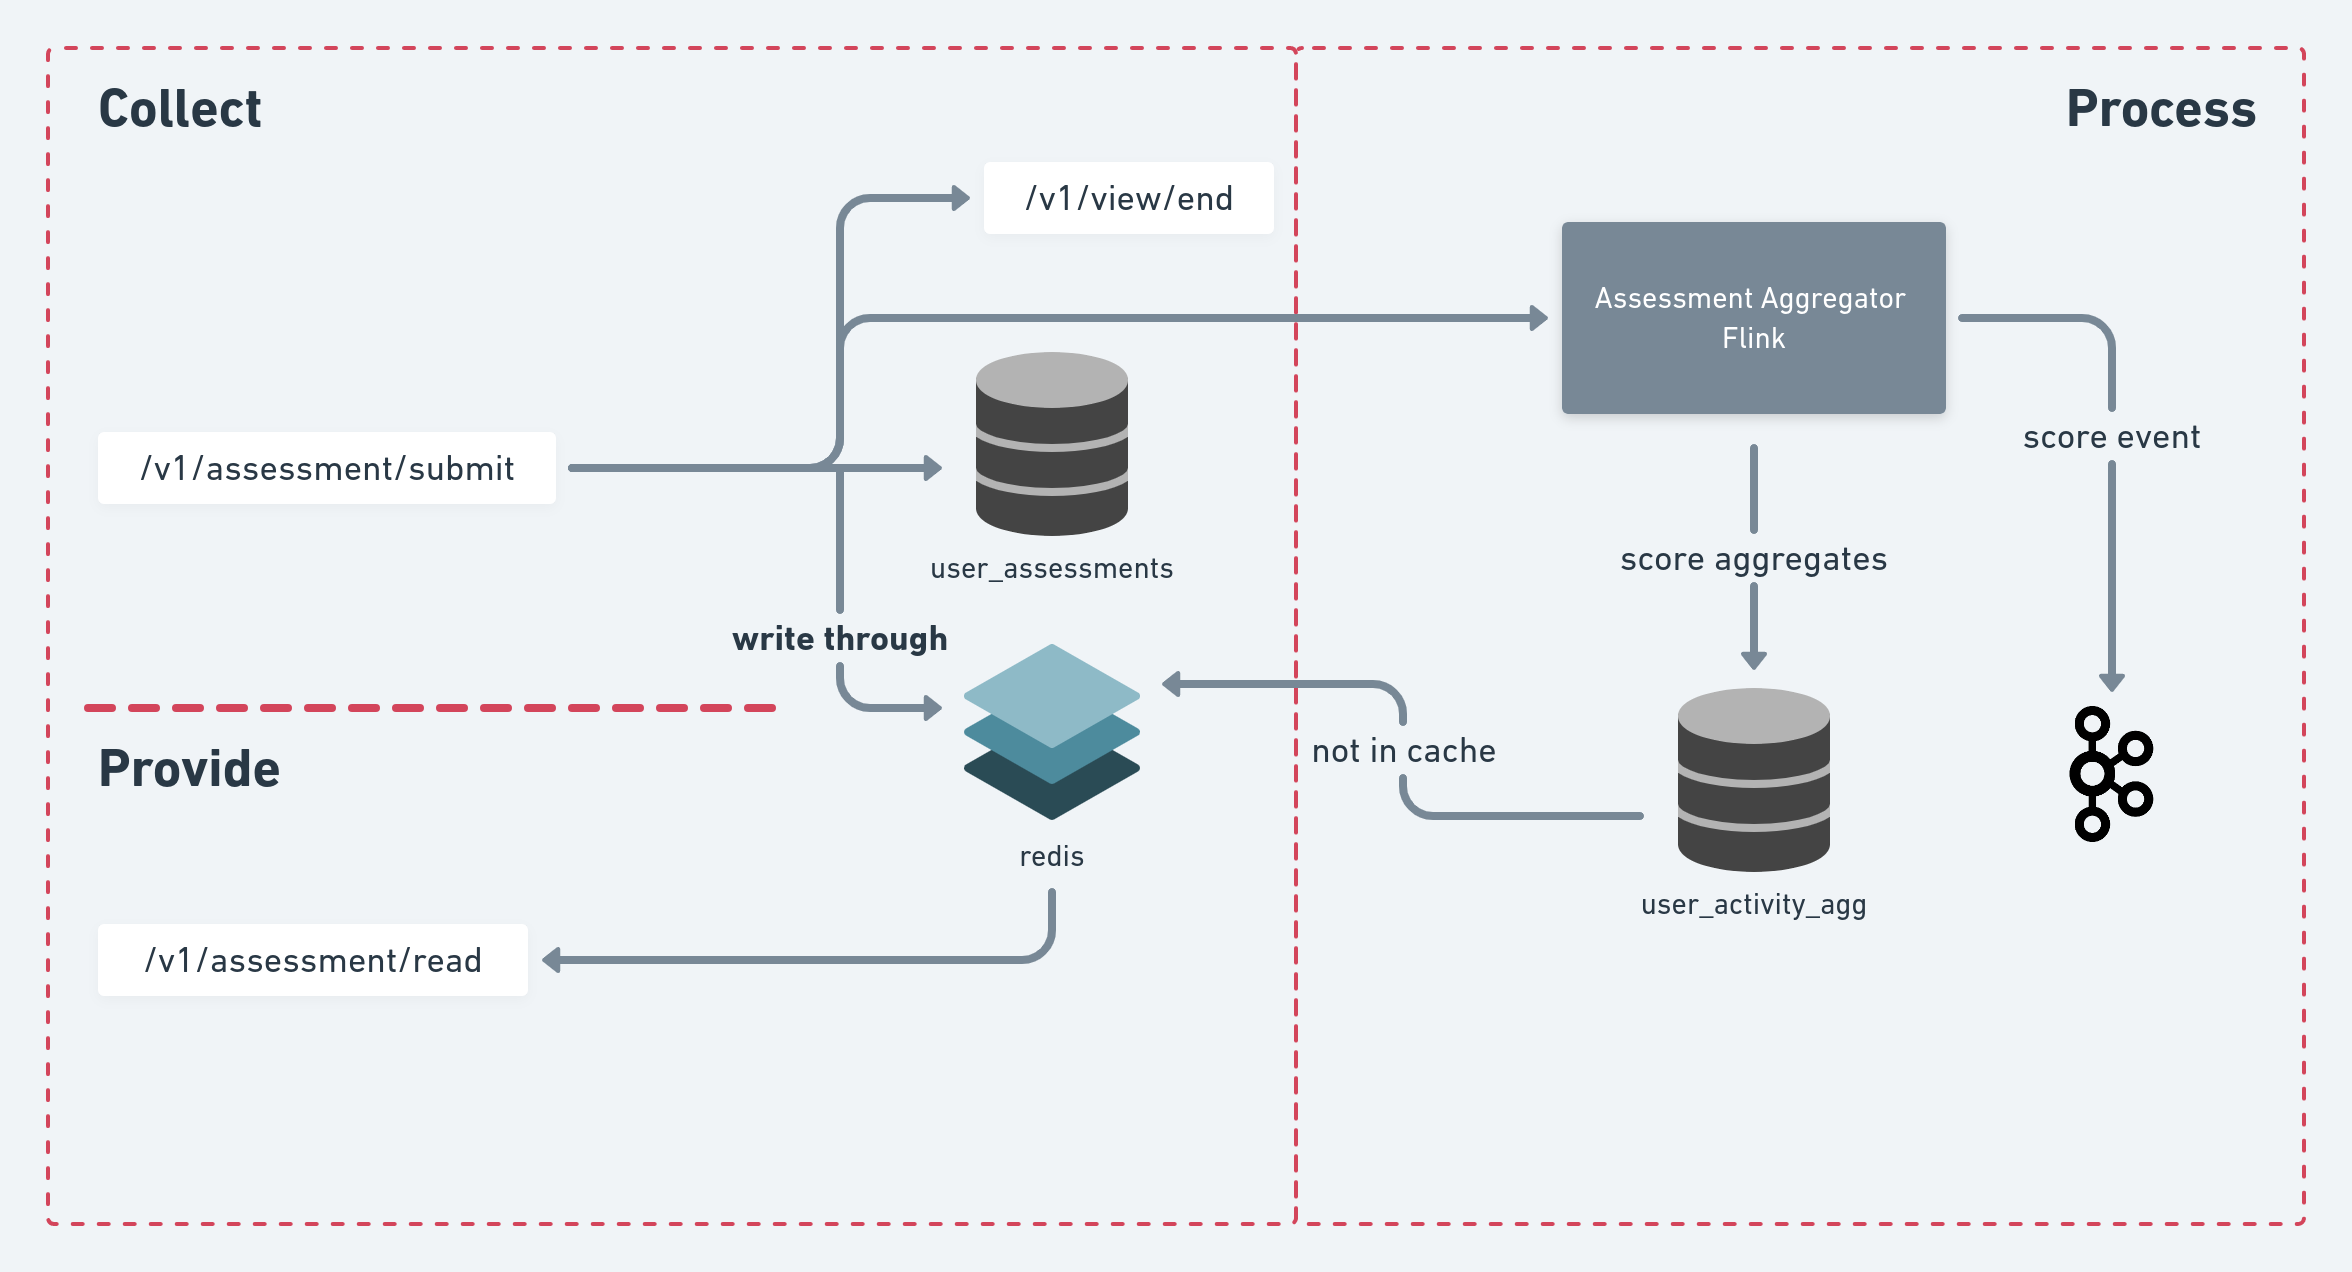 Collect
Process
/v1/view/end
Assessment Aggregator
Flink
score event
/v1/assessment/submit
score aggregates
user_assessments
write through
not in cache
Provide
redis
user_activity_agg
/v1/assessment/read